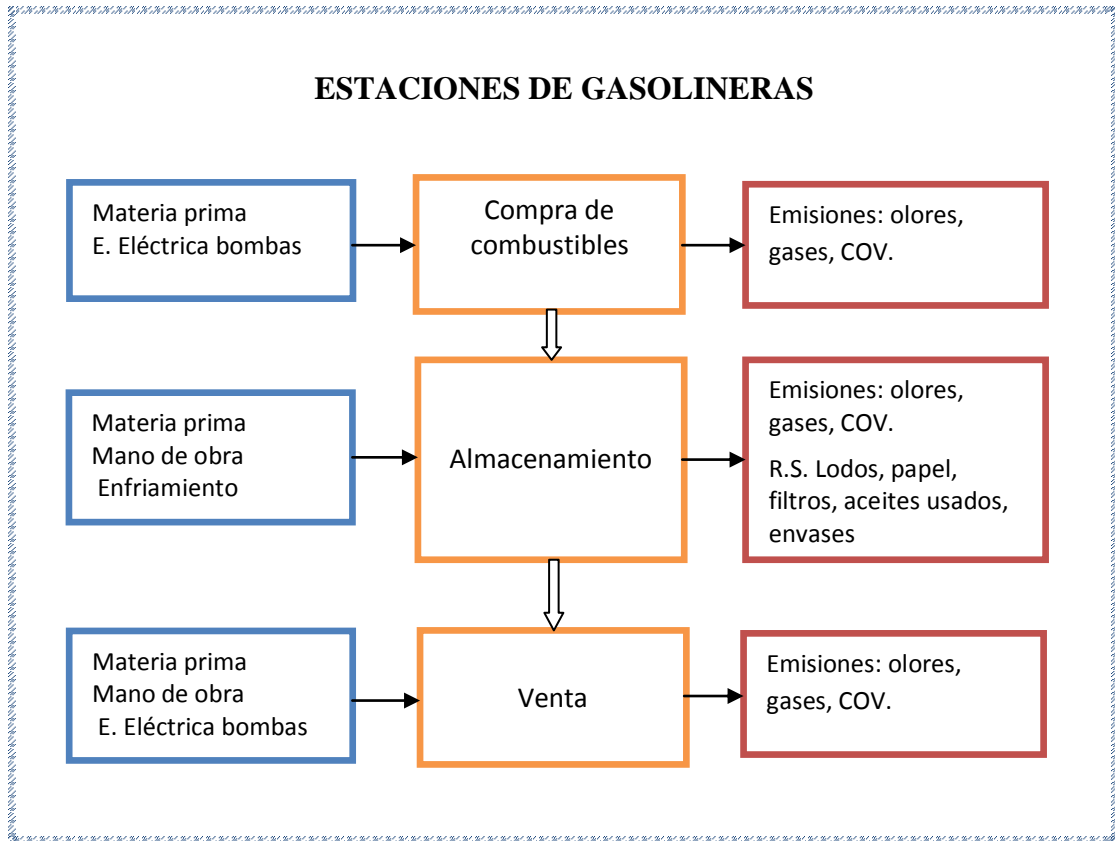 ESTACIONES DE GASOLINERAS
Materia prima
E. Eléctrica bombas
Compra de
combustibles
Emisiones: olores,
gases, COV.
Materia prima
Mano de obra
Enfriamiento
Almacenamiento
Emisiones: olores,
gases, COV.
R.S. Lodos, papel,
filtros, aceites usados,
envases
Materia prima
Mano de obra
E. Eléctrica bombas
Venta
Emisiones: olores,
gases, COV.